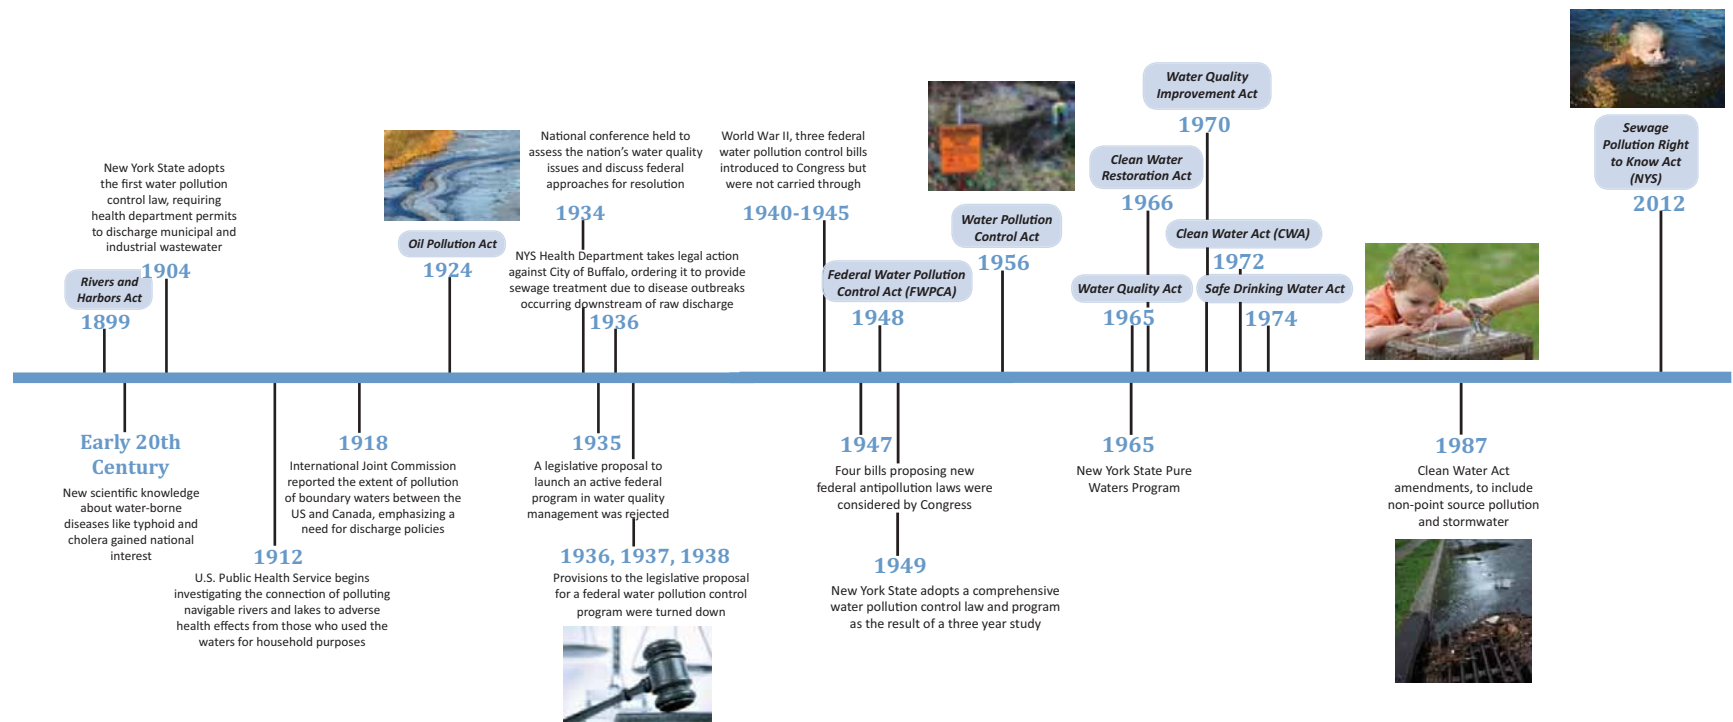 Rivers and
Harbors Act
1899
New York State adopts
the first water pollution
control law, requiring
health department permits
to discharge municipal and
industrial wastewater
1904
Oil Pollution Act
1924
National conference held to
assess the nation's water quality
issues and discuss federal
approaches for resolution
1934
NYS Health Department takes legal action
against City of Buffalo, ordering it to provide
sewage treatment due to disease outbreaks
occurring downstream of raw discharge
1936
World War II, three federal
water pollution control bills
introduced to Congress but
were not carried through
1940-1945
Federal Water Pollution
Control Act (FWPCA)
1948
Water Pollution
Control Act
1956
Water Quality Act
1965
Clean Water
Restoration Act
1966
Water Quality
Improvement Act
1970
Clean Water Act (CWA)
1972
Safe Drinking Water Act
1974
Sewage
Pollution Right
to Know Act
(NYS)
2012
Early 20th
Century
New scientific knowledge
about water-borne
diseases like typhoid and
cholera gained national
interest
1912
U.S. Public Health Service begins
investigating the connection of polluting
navigable rivers and lakes to adverse
health effects from those who used the
waters for household purposes
1918
International Joint Commission
reported the extent of pollution
of boundary waters between the
US and Canada, emphasizing a
need for discharge policies
1935
A legislative proposal to
launch an active federal
program in water quality
management was rejected
1936, 1937, 1938
Provisions to the legislative proposal
for a federal water pollution control
program were turned down
1947
Four bills proposing new
federal antipollution laws were
considered by Congress
1949
New York State adopts a comprehensive
water pollution control law and program
as the result of a three year study
1965
New York State Pure
Waters Program
1987
Clean Water Act
amendments, to include
non-point source pollution
and stormwater